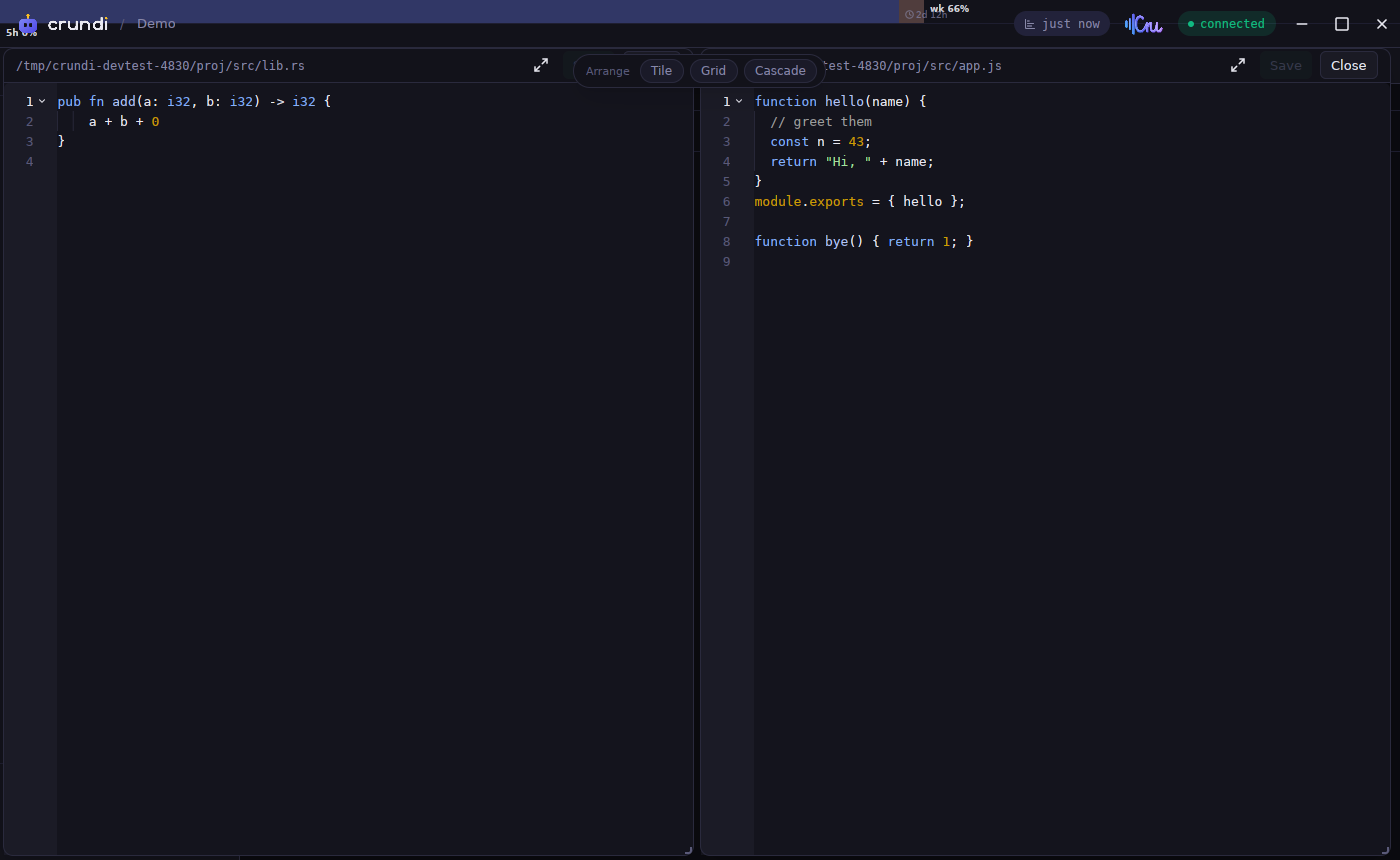 wk 66%
2d 12h
5h 6%
crundi / Demo
just now
Cru
connected
/tmp/crundi-devtest-4830/proj/src/lib.rs
Arrange Tile Grid Cascade
test-4830/proj/src/app.js
Save Close
1 pub fn add(a: i32, b: i32) -> i32 {
2     a + b + 0
3 }
4
1 function hello(name) {
2   // greet them
3   const n = 43;
4   return "Hi, " + name;
5 }
6 module.exports = { hello };
7
8 function bye() { return 1; }
9